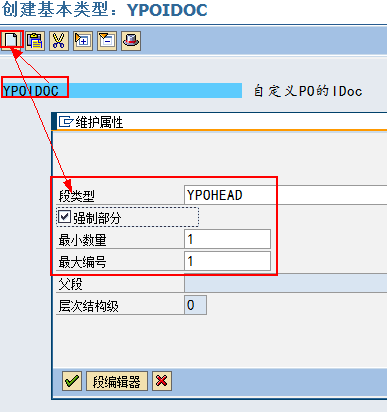 创建基本类型：YPOIDOC
YPOIDOC 自定义PO的IDoc
维护属性
段类型 YPOHEAD
强制部分
最小数量 1
最大编号 1
父段
层次结构级 0
段编辑器